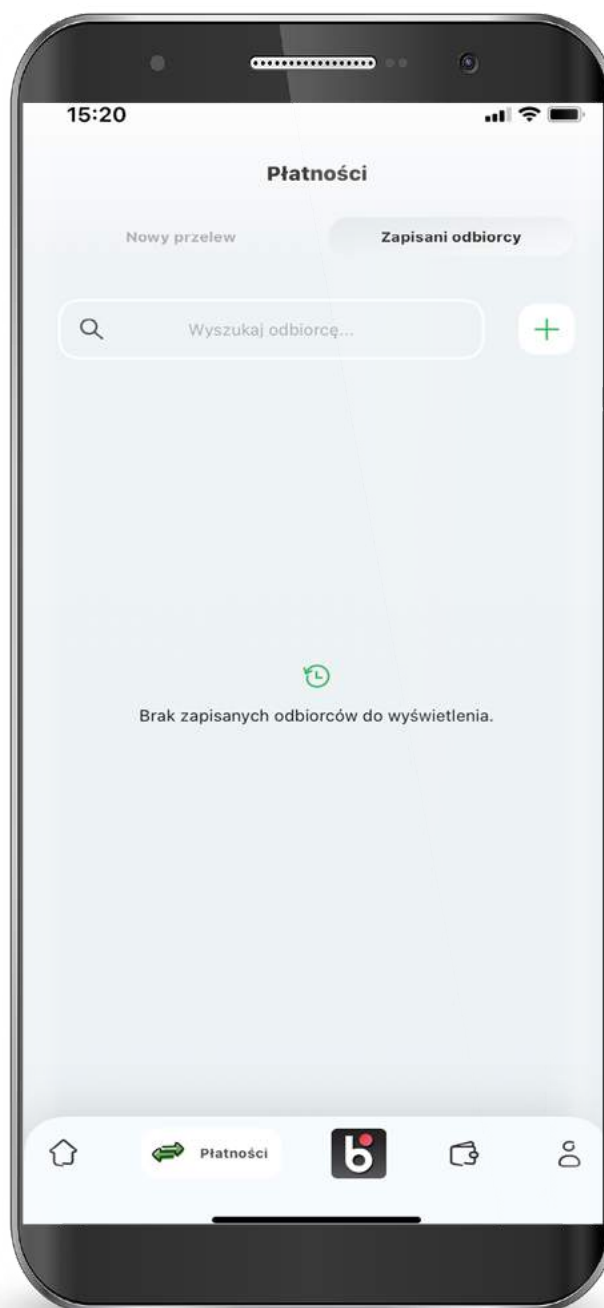 15:20
Płatności
Nowy przelew
Zapisani odbiorcy
Wyszukaj odbiorcę...
Brak zapisanych odbiorców do wyświetlenia.
Płatności
b